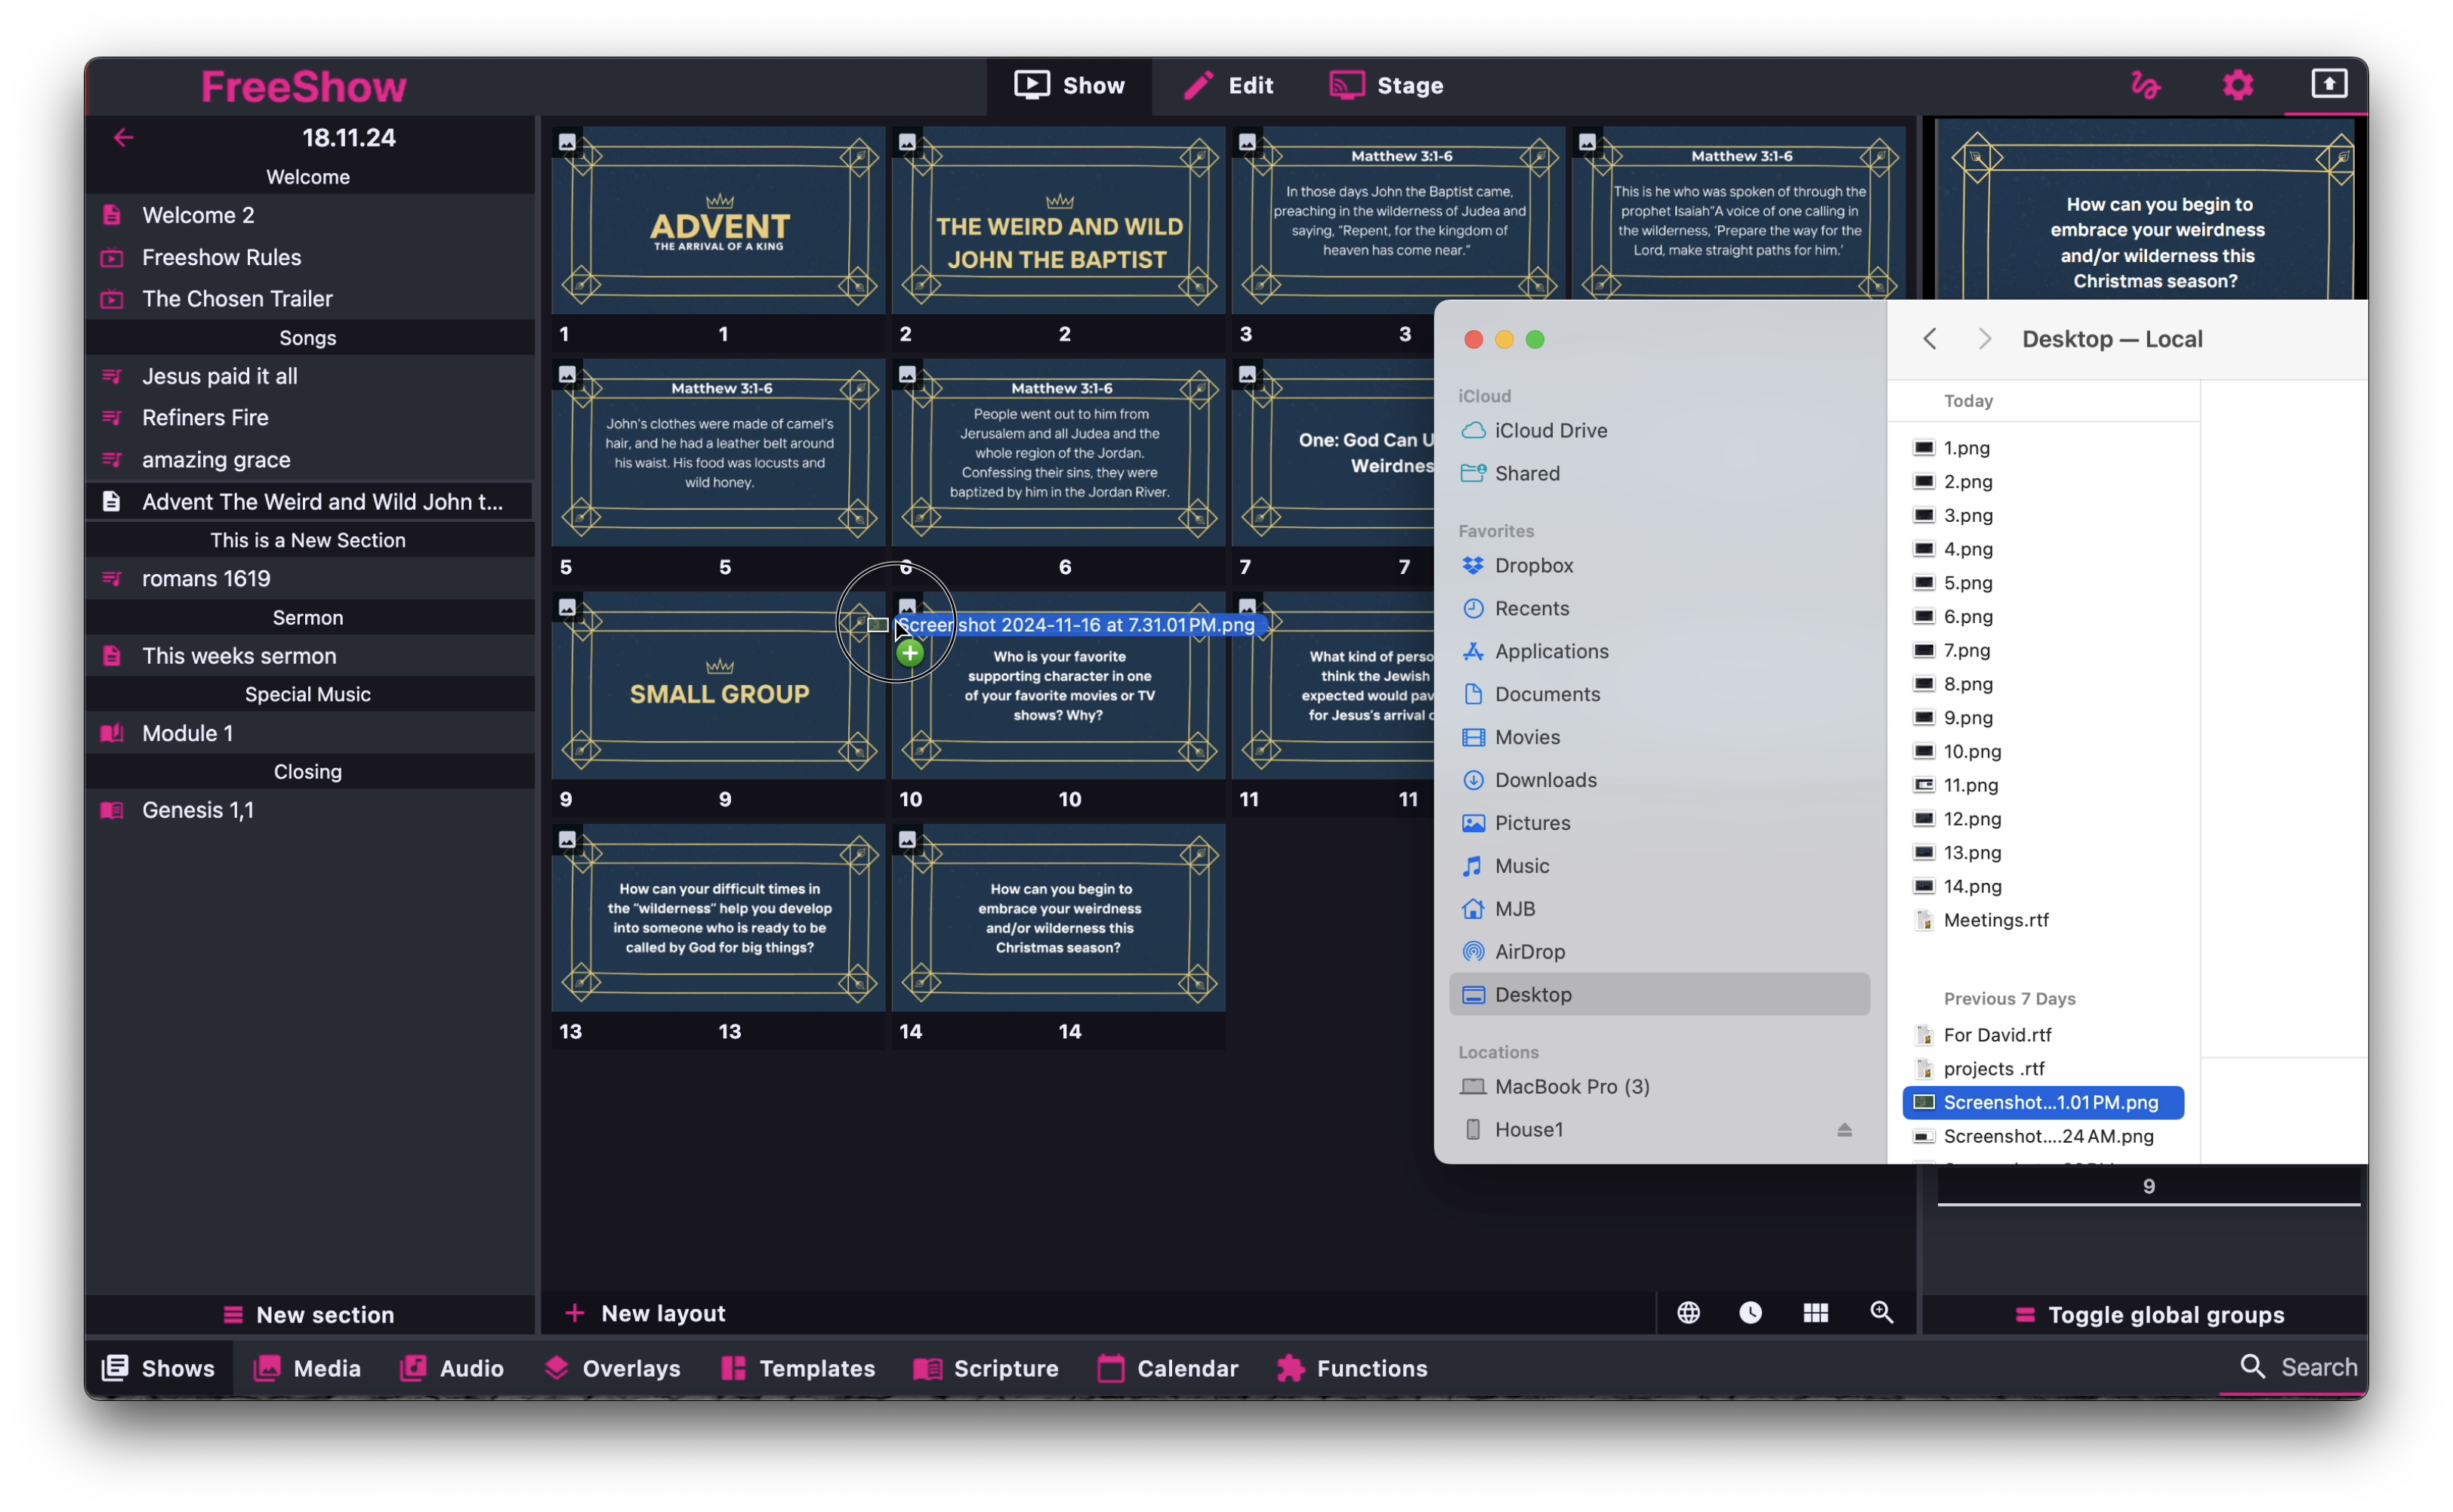 FreeShow
Show
Edit
Stage
18.11.24
Welcome
Welcome 2
Freeshow Rules
The Chosen Trailer
Songs
Jesus paid it all
Refiners Fire
amazing grace
Advent The Weird and Wild John t...
This is a New Section
romans 1619
Sermon
This weeks sermon
Special Music
Module 1
Closing
Genesis 1,1
New section
ADVENT
THE ARRIVAL OF A KING
1 1
THE WEIRD AND WILD
JOHN THE BAPTIST
2 2
Matthew 3:1-6
In those days John the Baptist came,
preaching in the wilderness of Judea and
saying, "Repent, for the kingdom of
heaven has come near."
3 3
Matthew 3:1-6
This is he who was spoken of through the
prophet Isaiah"A voice of one calling in
the wilderness, 'Prepare the way for the
Lord, make straight paths for him.'
Matthew 3:1-6
John's clothes were made of camel's
hair, and he had a leather belt around
his waist. His food was locusts and
wild honey.
5 5
Matthew 3:1-6
People went out to him from
Jerusalem and all Judea and the
whole region of the Jordan.
Confessing their sins, they were
baptized by him in the Jordan River.
6 6
One: God Can U
Weirdnes
7 7
SMALL GROUP
9 9
Screenshot 2024-11-16 at 7.31.01 PM.png
Who is your favorite
supporting character in one
of your favorite movies or TV
shows? Why?
10 10
What kind of perso
think the Jewish
expected would pav
for Jesus's arrival
11 11
How can your difficult times in
the "wilderness" help you develop
into someone who is ready to be
called by God for big things?
13 13
How can you begin to
embrace your weirdness
and/or wilderness this
Christmas season?
14 14
How can you begin to
embrace your weirdness
and/or wilderness this
Christmas season?
iCloud
iCloud Drive
Shared
Favorites
Dropbox
Recents
Applications
Documents
Movies
Downloads
Pictures
Music
MJB
AirDrop
Desktop
Locations
MacBook Pro (3)
House1
Desktop — Local
Today
1.png
2.png
3.png
4.png
5.png
6.png
7.png
8.png
9.png
10.png
11.png
12.png
13.png
14.png
Meetings.rtf
Previous 7 Days
For David.rtf
projects .rtf
Screenshot...1.01 PM.png
Screenshot....24 AM.png
9
New layout
Toggle global groups
Shows
Media
Audio
Overlays
Templates
Scripture
Calendar
Functions
Search